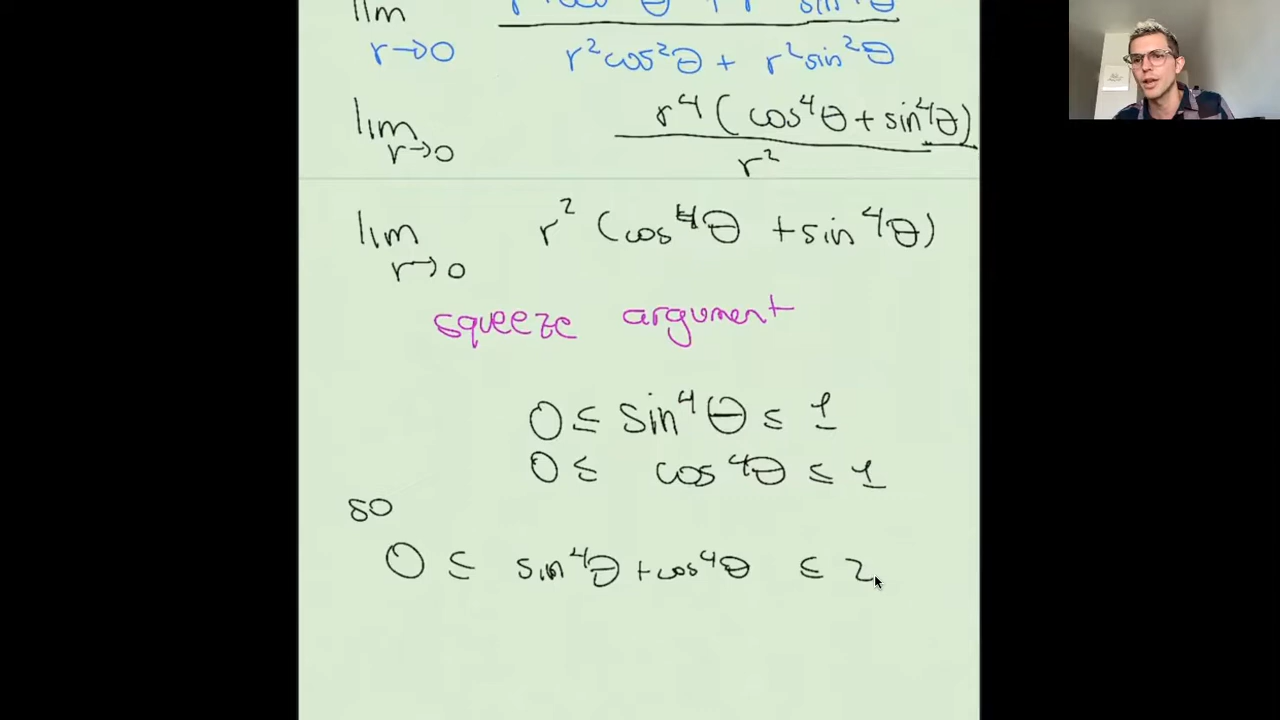 lim
r→0 r²cos²θ + r²sin²θ
lim r⁴(cos⁴θ + sin⁴θ)
r→0 r²
lim r²(cos⁴θ + sin⁴θ)
r→0
squeeze argument
0 ≤ sin⁴θ ≤ 1
0 ≤ cos⁴θ ≤ 1
so
0 ≤ sin⁴θ + cos⁴θ ≤ 2